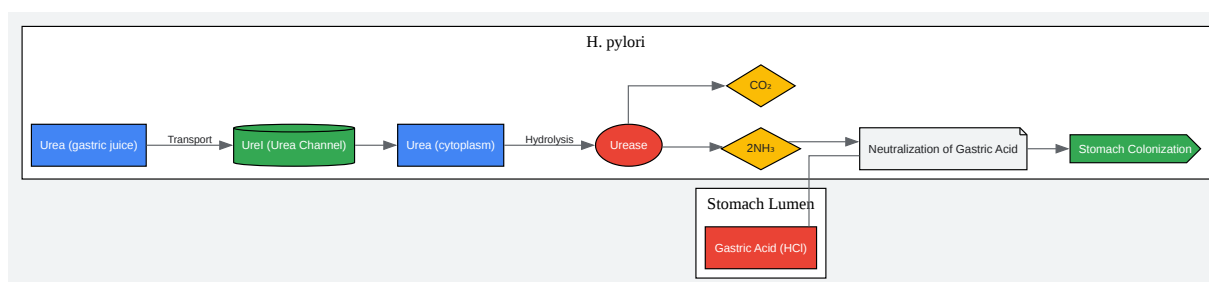 H. pylori
CO₂
Urea (gastric juice)
Transport
UreI (Urea Channel)
Urea (cytoplasm)
Hydrolysis
Urease
2NH₃
Neutralization of Gastric Acid
Stomach Colonization
Stomach Lumen
Gastric Acid (HCl)